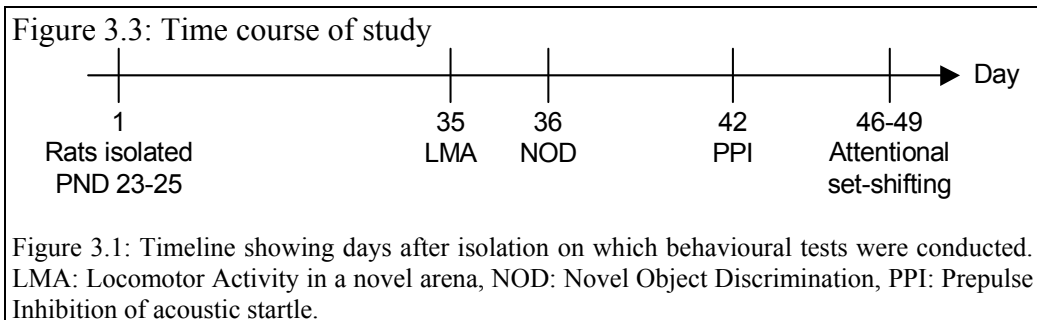 Figure 3.3: Time course of study
Day
1 35 36 42 46-49
Rats isolated LMA NOD PPI Attentional
PND 23-25 set-shifting
Figure 3.1: Timeline showing days after isolation on which behavioural tests were conducted.
LMA: Locomotor Activity in a novel arena, NOD: Novel Object Discrimination, PPI: Prepulse
Inhibition of acoustic startle.